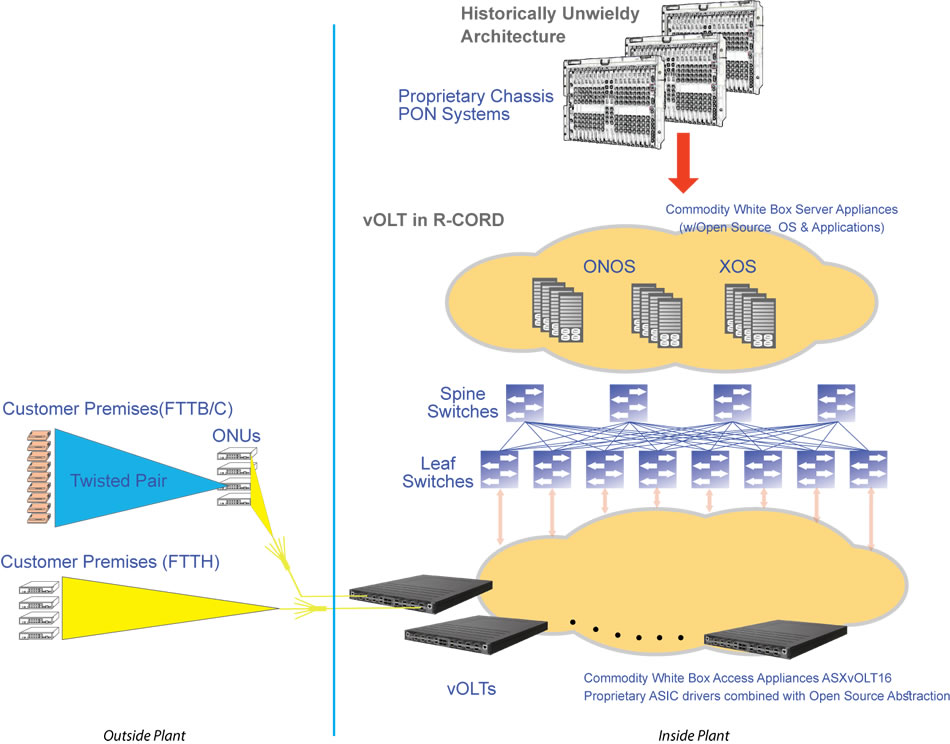 Historically Unwieldy
Architecture
Proprietary Chassis
PON Systems
vOLT in R-CORD
Commodity White Box Server Appliances
(w/Open Source OS & Applications)
ONOS
XOS
Spine
Switches
Customer Premises(FTTB/C)
ONUs
Leaf
Switches
Twisted Pair
Customer Premises (FTTH)
vOLTs
Commodity White Box Access Appliances ASXvOLT16
Proprietary ASIC drivers combined with Open Source Abstraction
Outside Plant
Inside Plant